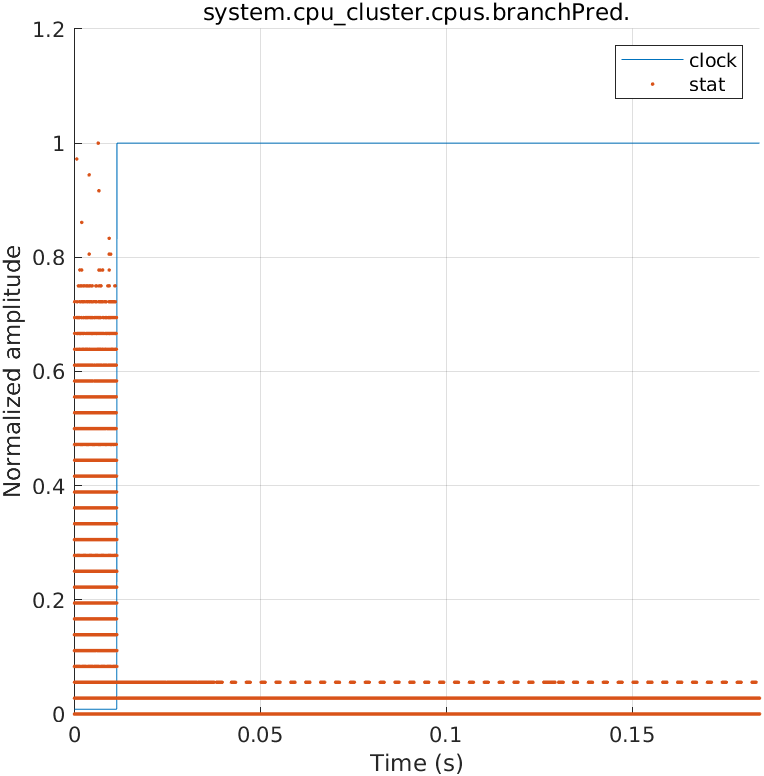 system.cpu_cluster.cpus.branchPred.
clock
stat
Normalized amplitude
1.2
1
0.8
0.6
0.4
0.2
0
0 0.05 0.1 0.15
Time (s)